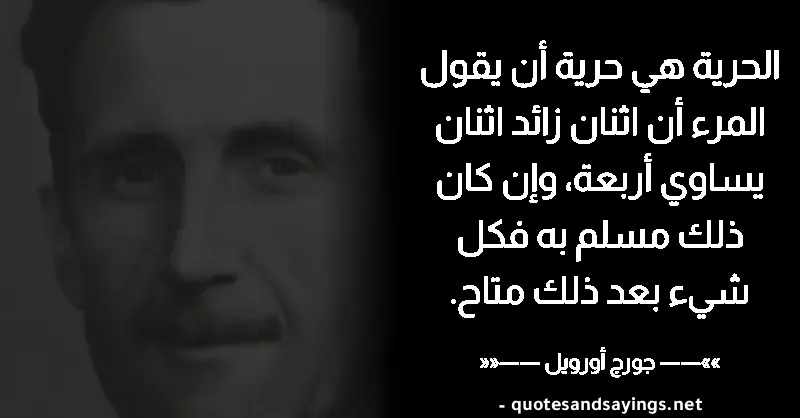 الحرية هي حرية أن يقول
المرء أن اثنان زائد اثنان
يساوي أربعة، وإن كان
ذلك مسلم به فكل
شيء بعد ذلك متاح.
»——— جورج أورويل ———«
- quotesandsayings.net